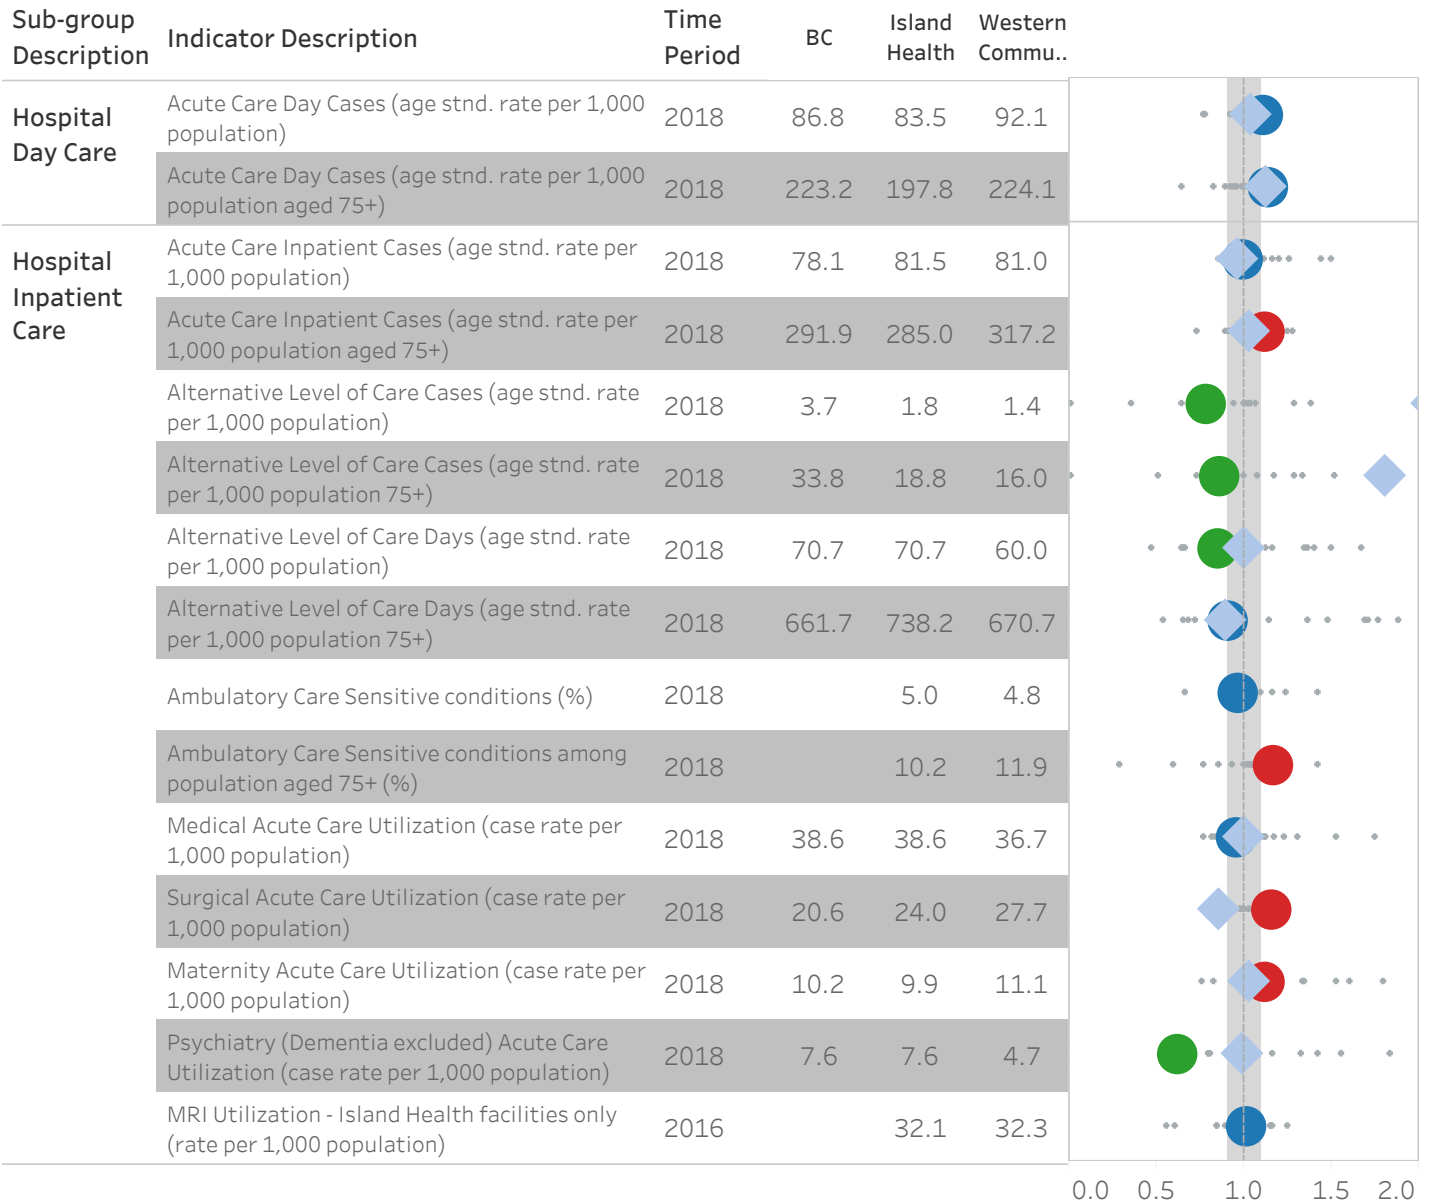 Sub-group
Description
Indicator Description
Time
Period
BC
Island
Health
Western
Commu..
Hospital
Day Care
Acute Care Day Cases (age stnd. rate per 1,000
population)
2018 86.8 83.5 92.1
Acute Care Day Cases (age stnd. rate per 1,000
population aged 75+)
2018 223.2 197.8 224.1
Hospital
Inpatient
Care
Acute Care Inpatient Cases (age stnd. rate per
1,000 population)
2018 78.1 81.5 81.0
Acute Care Inpatient Cases (age stnd. rate per
1,000 population aged 75+)
2018 291.9 285.0 317.2
Alternative Level of Care Cases (age stnd. rate
per 1,000 population)
2018 3.7 1.8 1.4
Alternative Level of Care Cases (age stnd. rate
per 1,000 population 75+)
2018 33.8 18.8 16.0
Alternative Level of Care Days (age stnd. rate
per 1,000 population)
2018 70.7 70.7 60.0
Alternative Level of Care Days (age stnd. rate
per 1,000 population 75+)
2018 661.7 738.2 670.7
Ambulatory Care Sensitive conditions (%)
2018 5.0 4.8
Ambulatory Care Sensitive conditions among
population aged 75+ (%)
2018 10.2 11.9
Medical Acute Care Utilization (case rate per
1,000 population)
2018 38.6 38.6 36.7
Surgical Acute Care Utilization (case rate per
1,000 population)
2018 20.6 24.0 27.7
Maternity Acute Care Utilization (case rate per
1,000 population)
2018 10.2 9.9 11.1
Psychiatry (Dementia excluded) Acute Care
Utilization (case rate per 1,000 population)
2018 7.6 7.6 4.7
MRI Utilization - Island Health facilities only
(rate per 1,000 population)
2016 32.1 32.3
0.0 0.5 1.0 1.5 2.0